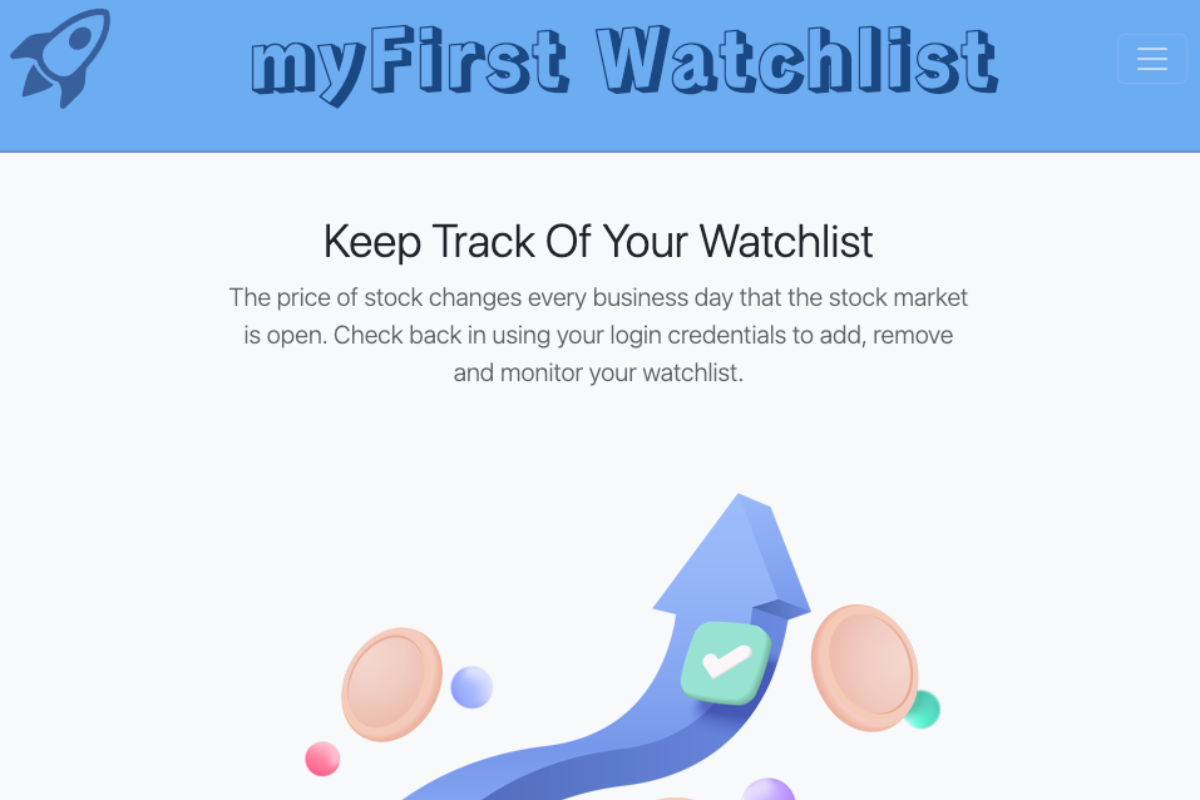 myFirst Watchlist
Keep Track Of Your Watchlist
The price of stock changes every business day that the stock market
is open. Check back in using your login credentials to add, remove
and monitor your watchlist.